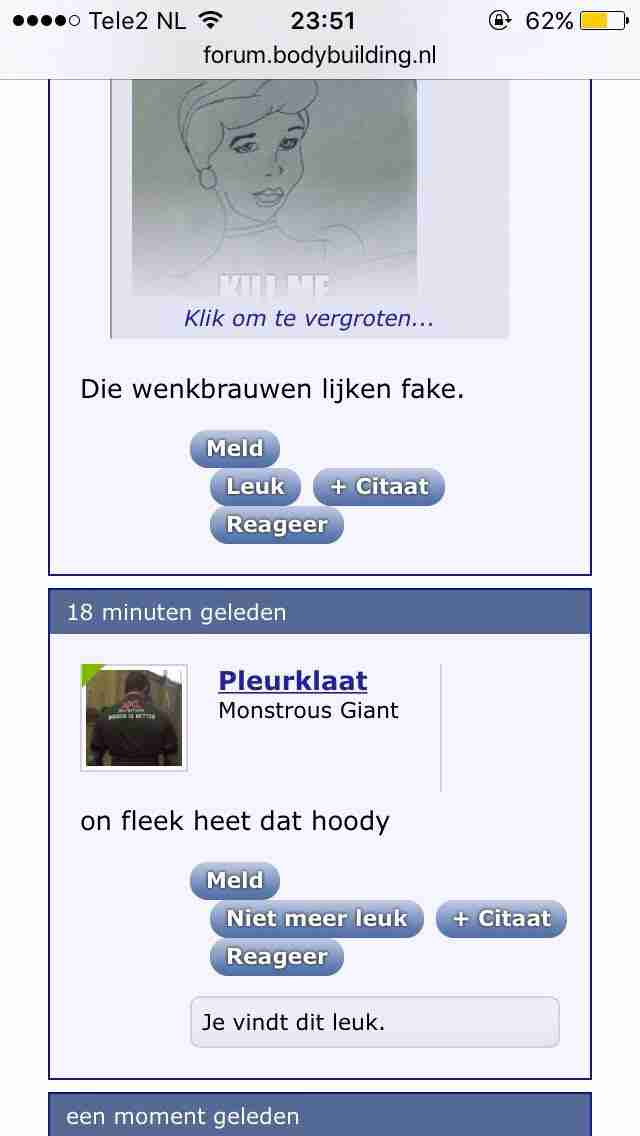 Tele2 NL 23:51 62%
forum.bodybuilding.nl
KILL ME
Klik om te vergroten...
Die wenkbrauwen lijken fake.
Meld
Leuk + Citaat
Reageer
18 minuten geleden
Pleurklaat
Monstrous Giant
on fleek heet dat hoody
Meld
Niet meer leuk + Citaat
Reageer
Je vindt dit leuk.
een moment geleden